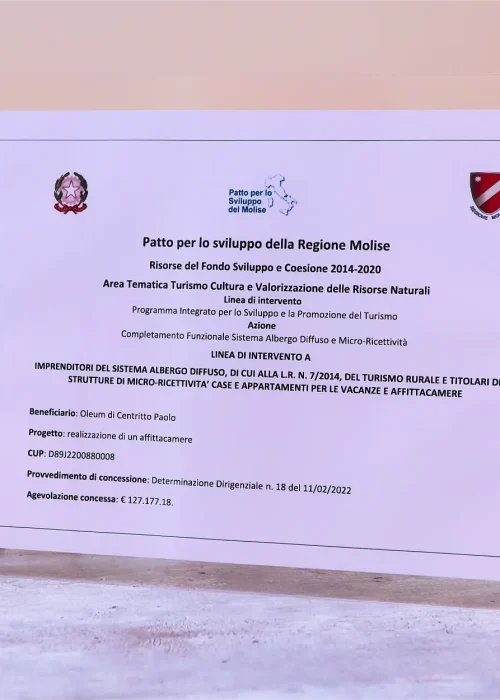 Patto per lo
Sviluppo
del Molise
REGIONE
Patto per lo sviluppo della Regione Molise
Risorse del Fondo Sviluppo e Coesione 2014-2020
Area Tematica Turismo Cultura e Valorizzazione delle Risorse Naturali
Linea di intervento
Programma Integrato per lo Sviluppo e la Promozione del Turismo
Azione
Completamento Funzionale Sistema Albergo Diffuso e Micro-Ricettività
LINEA DI INTERVENTO A
IMPRENDITORI DEL SISTEMA ALBERGO DIFFUSO, DI CUI ALLA L.R. N. 7/2014, DEL TURISMO RURALE E TITOLARI
STRUTTURE DI MICRO-RICETTIVITA' CASE E APPARTAMENTI PER LE VACANZE E AFFITTACAMERE
Beneficiario: Oleum di Centritto Paolo
Progetto: realizzazione di un affittacamere
CUP: D89J2200880008
Provvedimento di concessione: Determinazione Dirigenziale n. 18 del 11/02/2022
Agevolazione concessa: € 127.177.18.